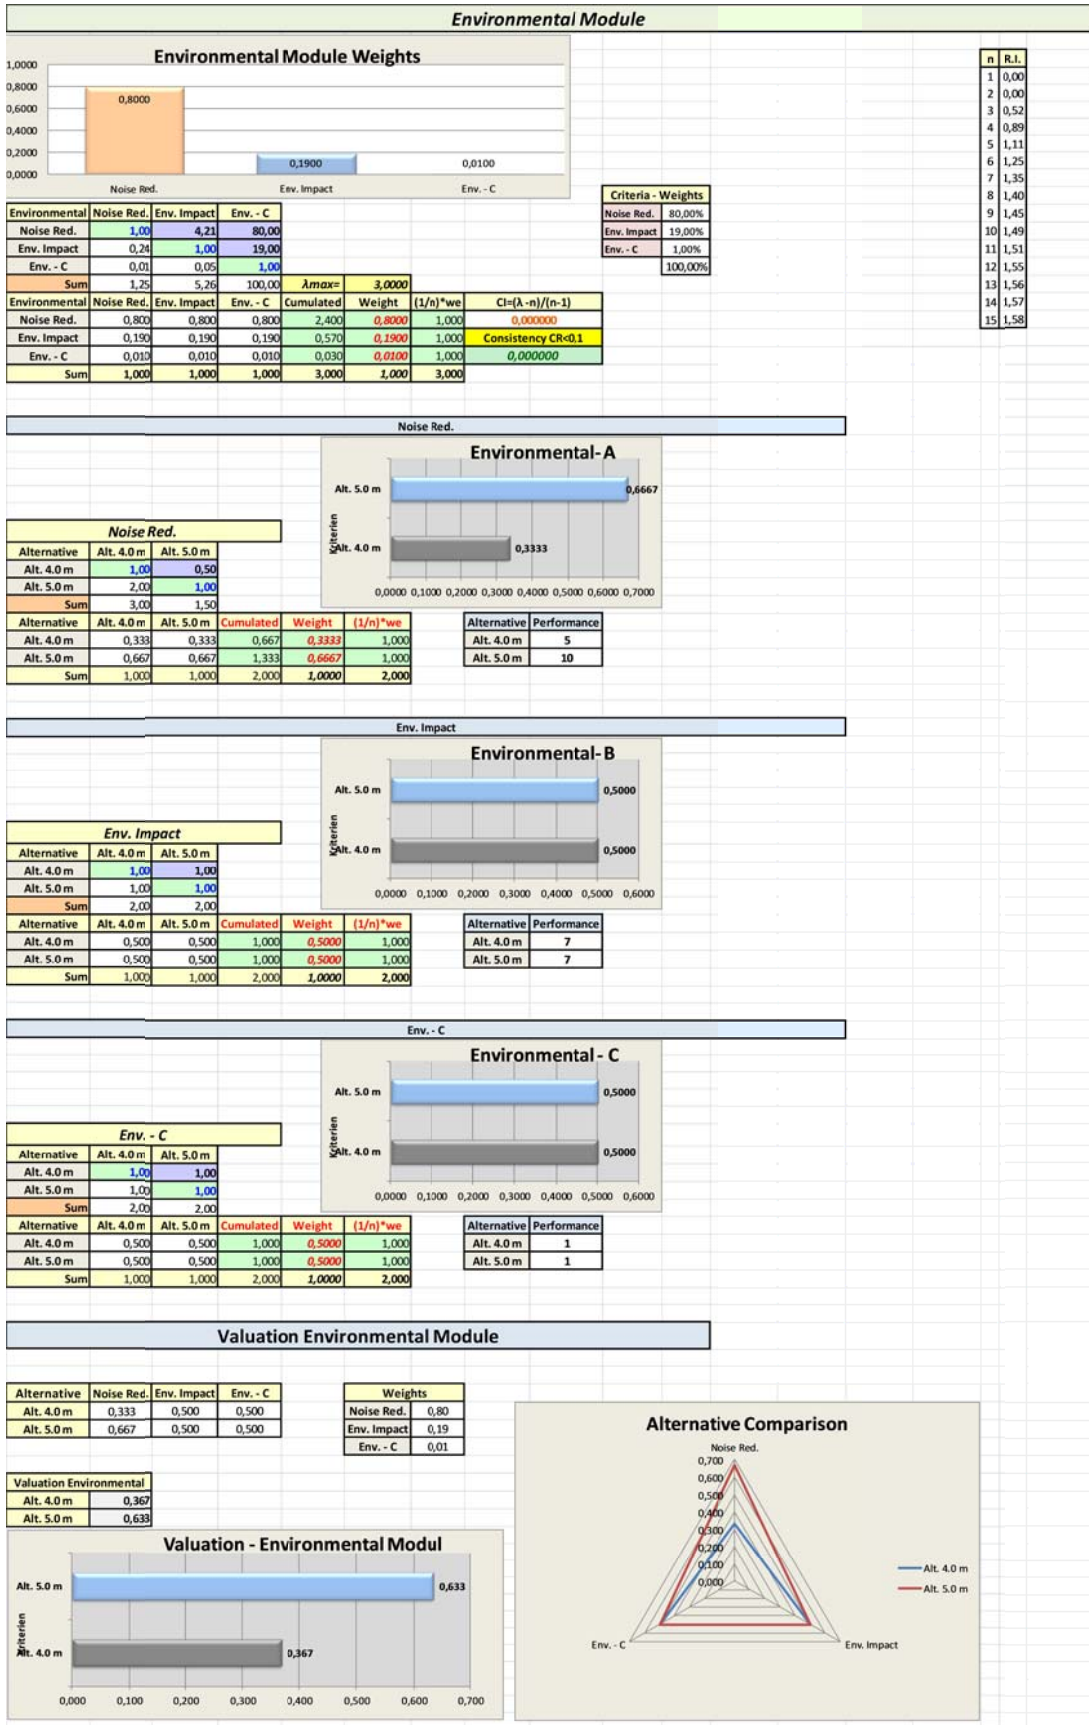 Environmental Module
Environmental Module Weights
1,0000
0,8000
0,6000
0,4000
0,2000
0,0000
0,8000
0,1900
0,0100
Noise Red. Env. Impact Env. - C
n R.I.
1 0,00
2 0,00
3 0,52
4 0,89
5 1,11
6 1,25
7 1,35
8 1,40
9 1,45
10 1,49
11 1,51
12 1,55
13 1,56
14 1,57
15 1,58
Criteria - Weights
Noise Red. 80,00%
Env. Impact 19,00%
Env. - C 1,00%
100,00%
Environmental Noise Red. Env. Impact Env. - C
Noise Red. 1,00 4,21 80,00
Env. Impact 0,24 1,00 19,00
Env. - C 0,01 0,05 1,00
Sum 1,25 5,26 100,00 λmax= 3,0000
Environmental Noise Red. Env. Impact Env. - C Cumulated Weight (1/n)*we CI=(λ -n)/(n-1)
Noise Red. 0,800 0,800 0,800 2,400 0,8000 1,000 0,000000
Env. Impact 0,190 0,190 0,190 0,570 0,1900 1,000 Consistency CR<0,1
Env. - C 0,010 0,010 0,010 0,030 0,0100 1,000 0,000000
Sum 1,000 1,000 1,000 3,000 1,000 3,000
Noise Red.
Environmental- A
Kriterien
Alt. 5.0 m 0,6667
Alt. 4.0 m 0,3333
0,0000 0,1000 0,2000 0,3000 0,4000 0,5000 0,6000 0,7000
Noise Red.
Alternative Alt. 4.0 m Alt. 5.0 m
Alt. 4.0 m 1,00 0,50
Alt. 5.0 m 2,00 1,00
Sum 3,00 1,50
Alternative Alt. 4.0 m Alt. 5.0 m Cumulated Weight (1/n)*we
Alt. 4.0 m 0,333 0,333 0,667 0,3333 1,000
Alt. 5.0 m 0,667 0,667 1,333 0,6667 1,000
Sum 1,000 1,000 2,000 1,0000 2,000
Alternative Performance
Alt. 4.0 m 5
Alt. 5.0 m 10
Env. Impact
Environmental- B
Kriterien
Alt. 5.0 m 0,5000
Alt. 4.0 m 0,5000
0,0000 0,1000 0,2000 0,3000 0,4000 0,5000 0,6000
Env. Impact
Alternative Alt. 4.0 m Alt. 5.0 m
Alt. 4.0 m 1,00 1,00
Alt. 5.0 m 1,00 1,00
Sum 2,00 2,00
Alternative Alt. 4.0 m Alt. 5.0 m Cumulated Weight (1/n)*we
Alt. 4.0 m 0,500 0,500 1,000 0,5000 1,000
Alt. 5.0 m 0,500 0,500 1,000 0,5000 1,000
Sum 1,000 1,000 2,000 1,0000 2,000
Alternative Performance
Alt. 4.0 m 7
Alt. 5.0 m 7
Env. - C
Environmental - C
Kriterien
Alt. 5.0 m 0,5000
Alt. 4.0 m 0,5000
0,0000 0,1000 0,2000 0,3000 0,4000 0,5000 0,6000
Env. - C
Alternative Alt. 4.0 m Alt. 5.0 m
Alt. 4.0 m 1,00 1,00
Alt. 5.0 m 1,00 1,00
Sum 2,00 2,00
Alternative Alt. 4.0 m Alt. 5.0 m Cumulated Weight (1/n)*we
Alt. 4.0 m 0,500 0,500 1,000 0,5000 1,000
Alt. 5.0 m 0,500 0,500 1,000 0,5000 1,000
Sum 1,000 1,000 2,000 1,0000 2,000
Alternative Performance
Alt. 4.0 m 1
Alt. 5.0 m 1
Valuation Environmental Module
Alternative Noise Red. Env. Impact Env. - C
Alt. 4.0 m 0,333 0,500 0,500
Alt. 5.0 m 0,667 0,500 0,500
Weights
Noise Red. 0,80
Env. Impact 0,19
Env. - C 0,01
Valuation Environmental
Alt. 4.0 m 0,367
Alt. 5.0 m 0,633
Valuation - Environmental Modul
Kriterien
Alt. 5.0 m 0,633
Alt. 4.0 m 0,367
0,000 0,100 0,200 0,300 0,400 0,500 0,600 0,700
Alternative Comparison
Noise Red.
0,700
0,600
0,500
0,400
0,300
0,200
0,100
0,000
Env. - C
Env. Impact
Alt. 4.0 m
Alt. 5.0 m